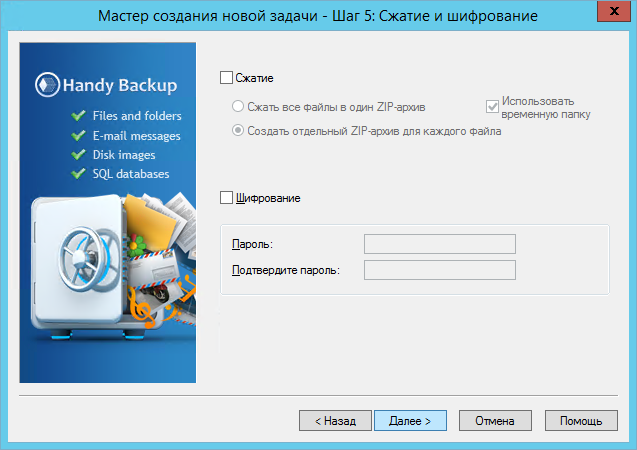 Мастер создания новой задачи - Шаг 5: Сжатие и шифрование
x
Handy Backup
Files and folders
E-mail messages
Disk images
SQL databases
Сжатие
Сжать все файлы в один ZIP-архив
Создать отдельный ZIP-архив для каждого файла
Использовать
временную папку
Шифрование
Пароль:
Подтвердите пароль:
< Назад
Далее >
Отмена
Помощь